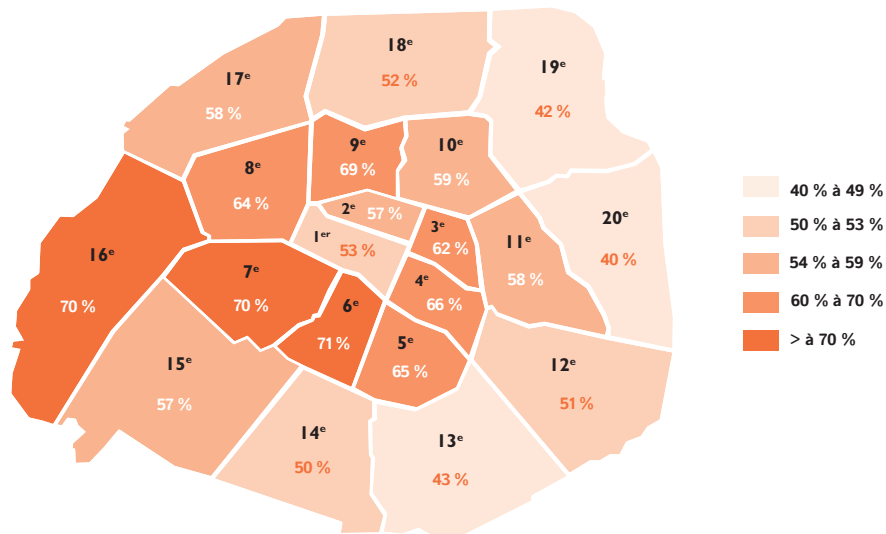 18ᵉ
52 %
19ᵉ
42 %
17ᵉ
58 %
9ᵉ
69 %
10ᵉ
59 %
8ᵉ
64 %
2ᵉ 57 %
1ᵉʳ
53 %
3ᵉ
62 %
11ᵉ
58 %
20ᵉ
40 %
16ᵉ
70 %
7ᵉ
70 %
4ᵉ
66 %
6ᵉ
71 %
5ᵉ
65 %
15ᵉ
57 %
12ᵉ
51 %
14ᵉ
50 %
13ᵉ
43 %
40 % à 49 %
50 % à 53 %
54 % à 59 %
60 % à 70 %
> à 70 %